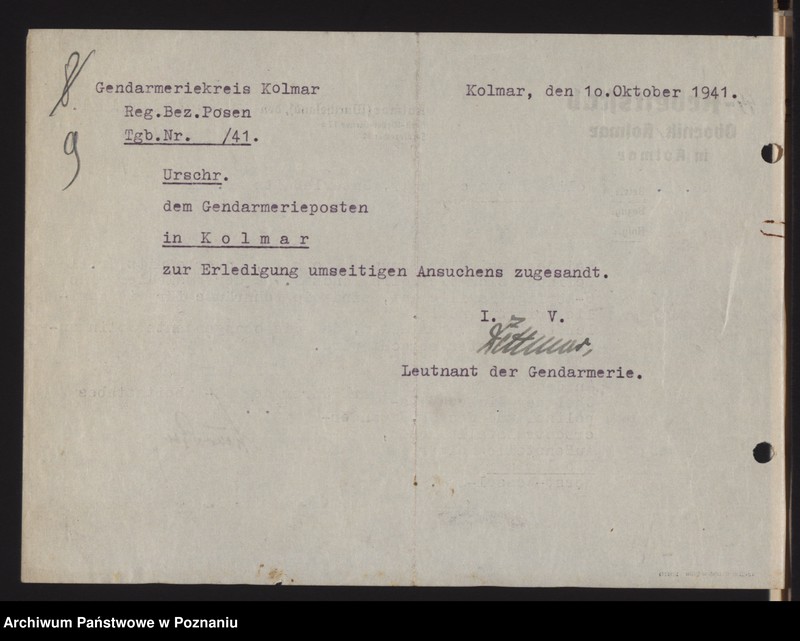 8.
9
Gendarmeriekreis Kolmar
Kolmar, den 1o.Oktober 1941.
Reg.Bez.Posen
Tgb.Nr. /41.
Urschr.
dem Gendarmerieposten
in K o l m a r
zur Erledigung umseitigen Ansuchens zugesandt.
I. V.
Leutnant der Gendarmerie.
Archiwum Państwowe w Poznaniu